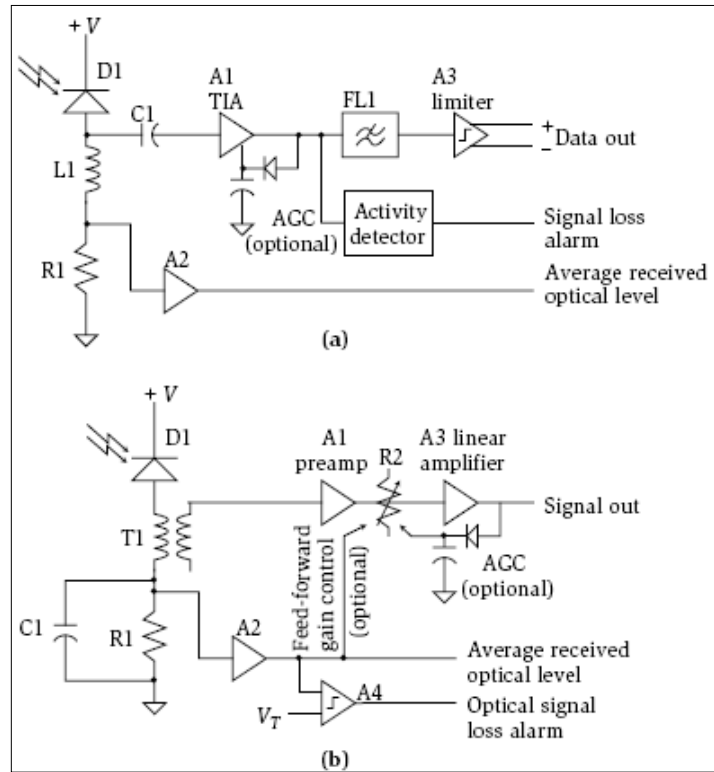 + V
D1
A1
TIA
C1
FL1
A3
limiter
+
−
Data out
L1
AGC
(optional)
Activity
detector
Signal loss
alarm
R1
A2
Average received
optical level
(a)
+ V
D1
A1
preamp
R2
A3 linear
amplifier
Signal out
T1
Feed-forward
gain control
(optional)
AGC
(optional)
C1
R1
A2
Average received
optical level
A4
VT
Optical signal
loss alarm
(b)